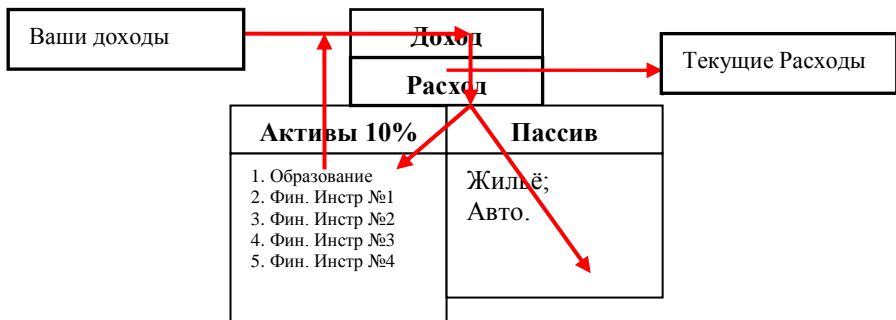 Ваши доходы
Доход
Расход
Текущие Расходы
Активы 10%
Пассив
1. Образование
2. Фин. Инстр №1
3. Фин. Инстр №2
4. Фин. Инстр №3
5. Фин. Инстр №4
Жильё;
Авто.